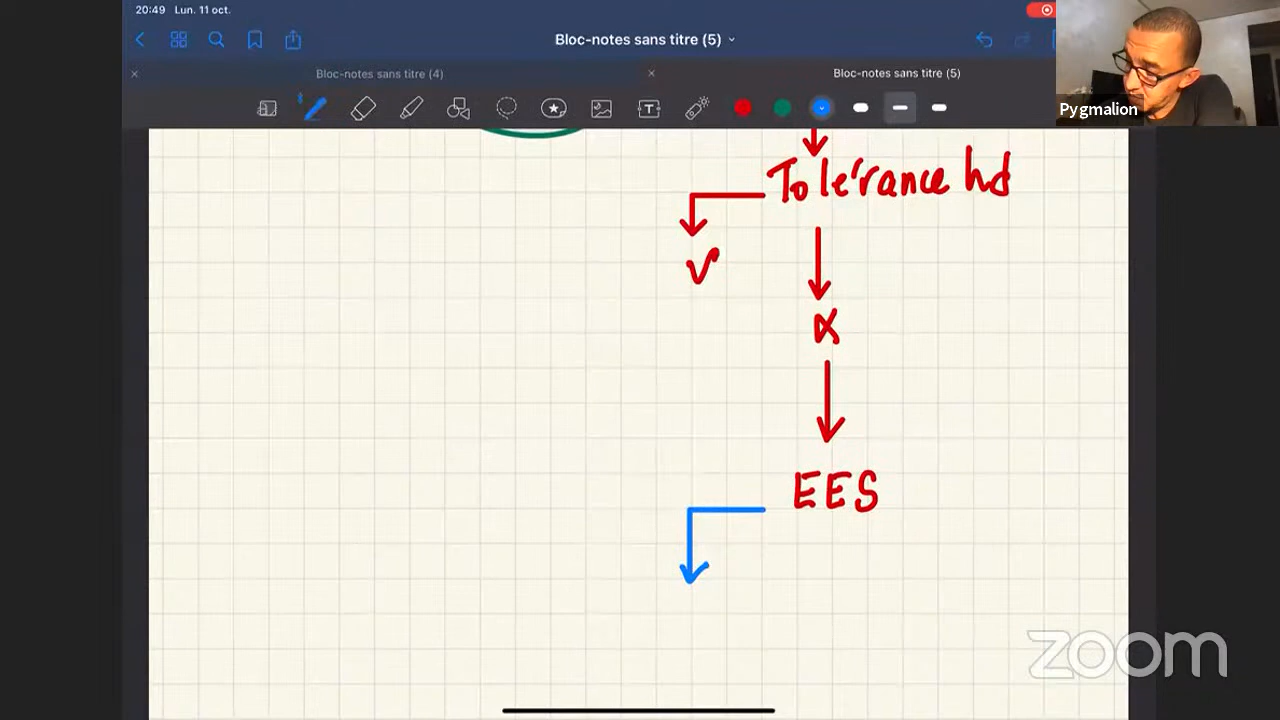 20:49 Lun. 11 oct.
Bloc-notes sans titre (5)
Bloc-notes sans titre (4)
Bloc-notes sans titre (5)
Pygmalion
Tolérance hd
V
α
EES
zoom